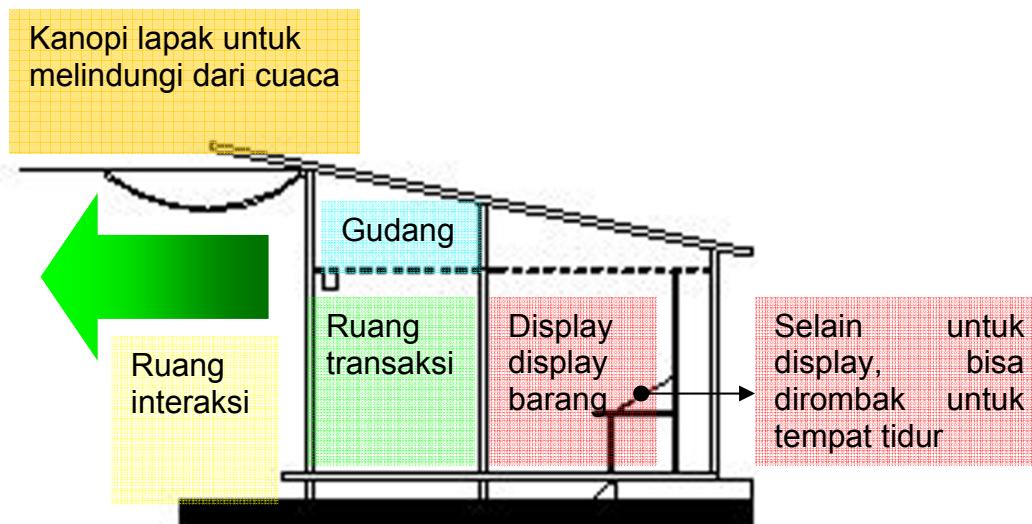 Kanopi lapak untuk
melindungi dari cuaca
Gudang
Ruang
transaksi
Display
display
barang
Selain untuk
display, bisa
dirombak untuk
tempat tidur
Ruang
interaksi